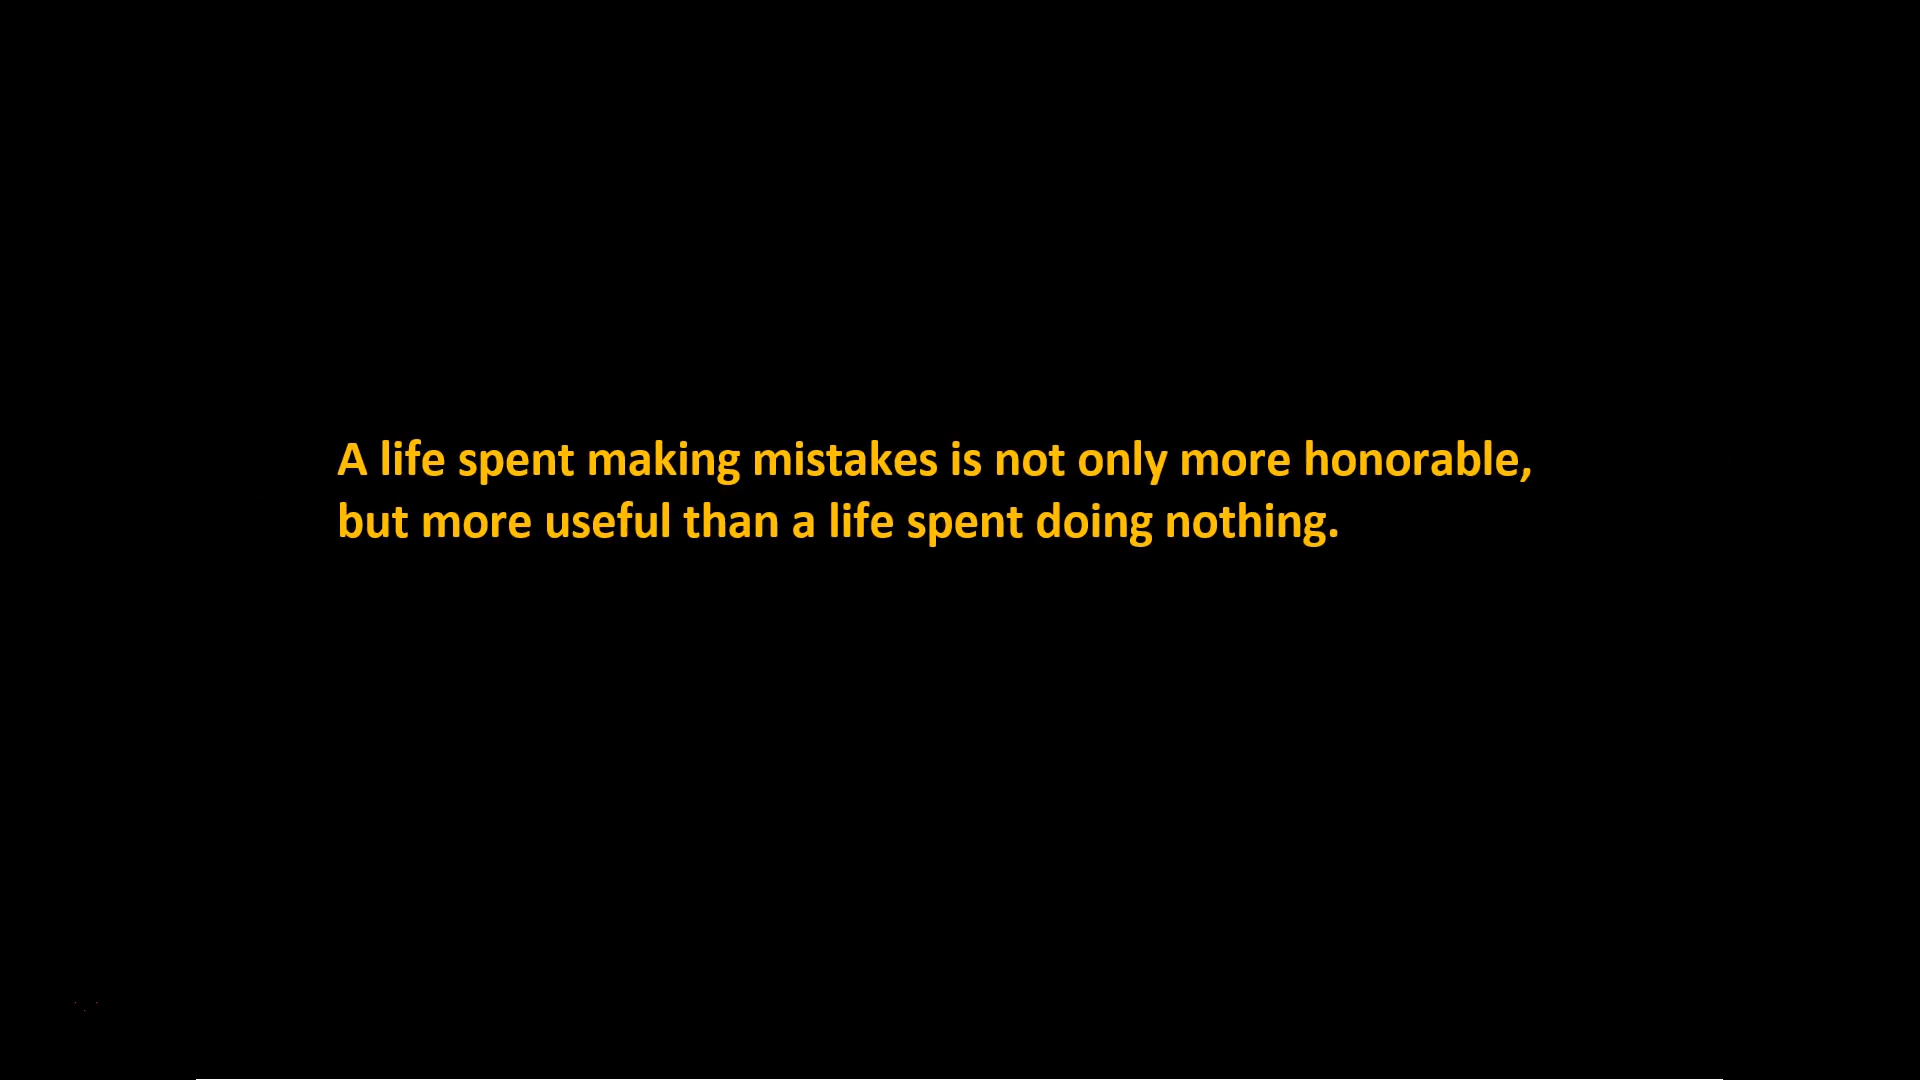 A life spent making mistakes is not only more honorable,
but more useful than a life spent doing nothing.